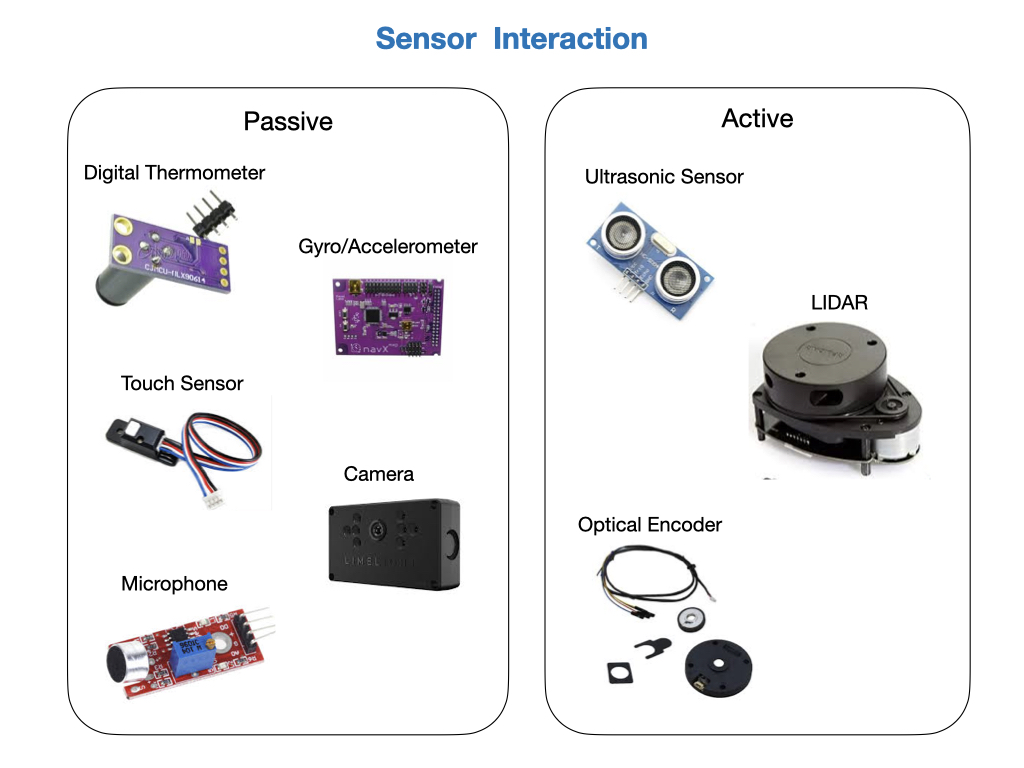 Sensor Interaction
Passive
Digital Thermometer
CJMCU-MLX90614
Gyro/Accelerometer
navX
Touch Sensor
Camera
Microphone
Active
Ultrasonic Sensor
LIDAR
Optical Encoder